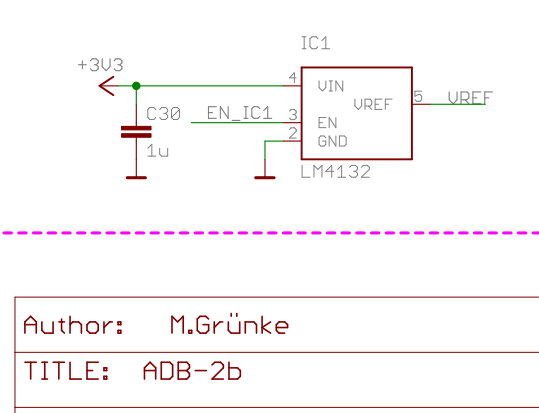 IC1
+3V3
4
VIN
VREF
5
VREF
C30
EN_IC1
3
EN
2
GND
1u
LM4132
Author: M.Grünke
TITLE: ADB-2b